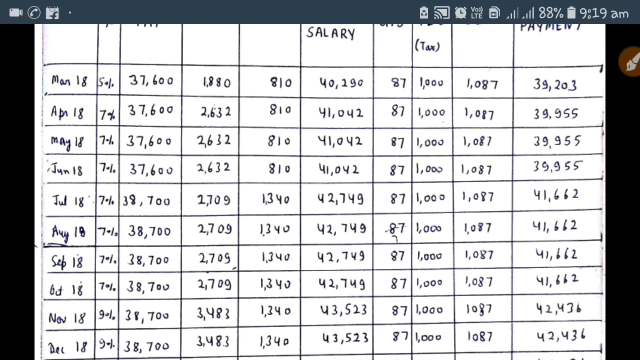 88% 9:19 am
SALARY (Tax) PAYMENT
Mar 18 5% 37,600 1,880 810 40,290 87 1,000 1,087 39,203
Apr 18 7% 37,600 2,632 810 41,042 87 1,000 1,087 39,955
May 18 7% 37,600 2,632 810 41,042 87 1,000 1,087 39,955
Jun 18 7% 37,600 2,632 810 41,042 87 1,000 1,087 39,955
Jul 18 7% 38,700 2,709 1,340 42,749 87 1,000 1,087 41,662
Aug 18 7% 38,700 2,709 1,340 42,749 87 1,000 1,087 41,662
Sep 18 7% 38,700 2,709 1,340 42,749 87 1,000 1,087 41,662
Oct 18 7% 38,700 2,709 1,340 42,749 87 1,000 1,087 41,662
Nov 18 9% 38,700 3,483 1,340 43,523 87 1,000 1087 42,436
Dec 18 9% 38,700 3,483 1,340 43,523 87 1,000 1087 42,436